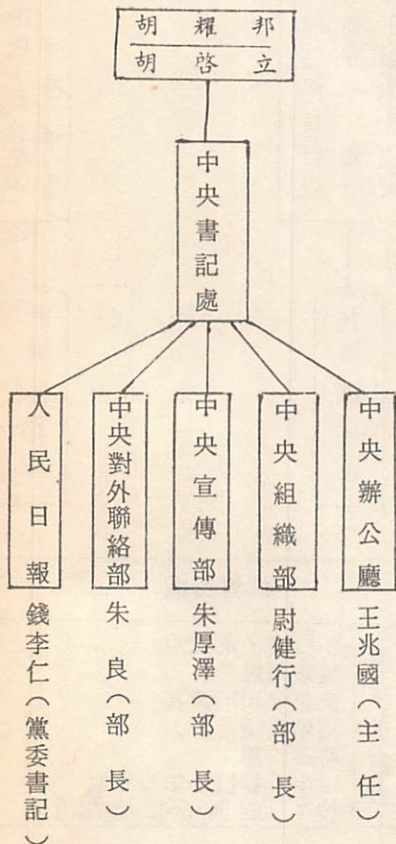 胡耀邦
胡啓立
中央書記處
中央辦公廳
王兆國（主任）
中央組織部
尉健行（部長）
中央宣傳部
朱厚澤（部長）
中央對外聯絡部
朱良（部長）
人民日報
錢李仁（黨委書記）